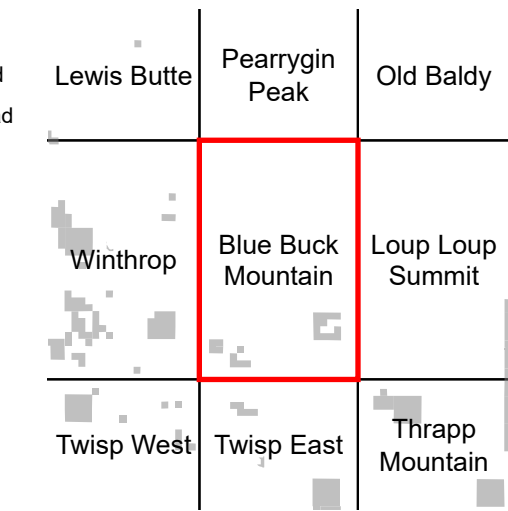 Lewis Butte
Pearrygin
Peak
Old Baldy
Winthrop
Blue Buck
Mountain
Loup Loup
Summit
Twisp West
Twisp East
Thrapp
Mountain